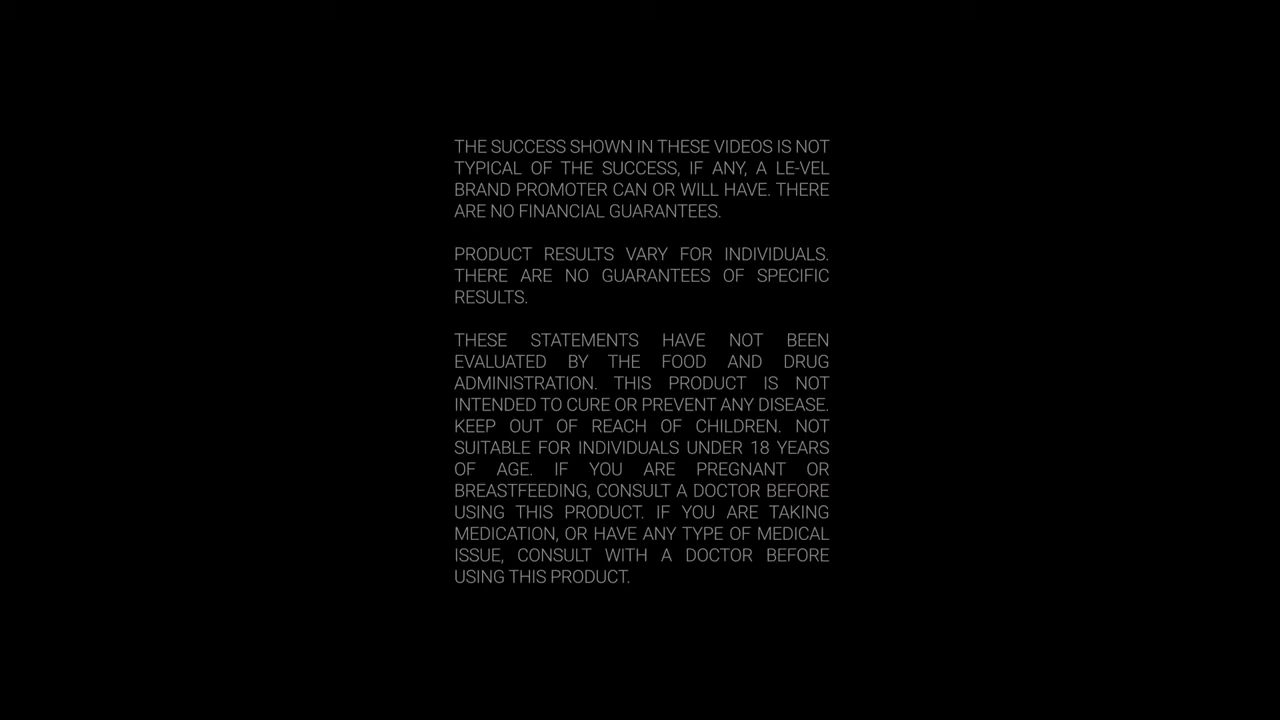 THE SUCCESS SHOWN IN THESE VIDEOS IS NOT
TYPICAL OF THE SUCCESS, IF ANY, A LE-VEL
BRAND PROMOTER CAN OR WILL HAVE. THERE
ARE NO FINANCIAL GUARANTEES.
PRODUCT RESULTS VARY FOR INDIVIDUALS.
THERE ARE NO GUARANTEES OF SPECIFIC
RESULTS.
THESE STATEMENTS HAVE NOT BEEN
EVALUATED BY THE FOOD AND DRUG
ADMINISTRATION. THIS PRODUCT IS NOT
INTENDED TO CURE OR PREVENT ANY DISEASE.
KEEP OUT OF REACH OF CHILDREN. NOT
SUITABLE FOR INDIVIDUALS UNDER 18 YEARS
OF AGE. IF YOU ARE PREGNANT OR
BREASTFEEDING, CONSULT A DOCTOR BEFORE
USING THIS PRODUCT. IF YOU ARE TAKING
MEDICATION, OR HAVE ANY TYPE OF MEDICAL
ISSUE, CONSULT WITH A DOCTOR BEFORE
USING THIS PRODUCT.